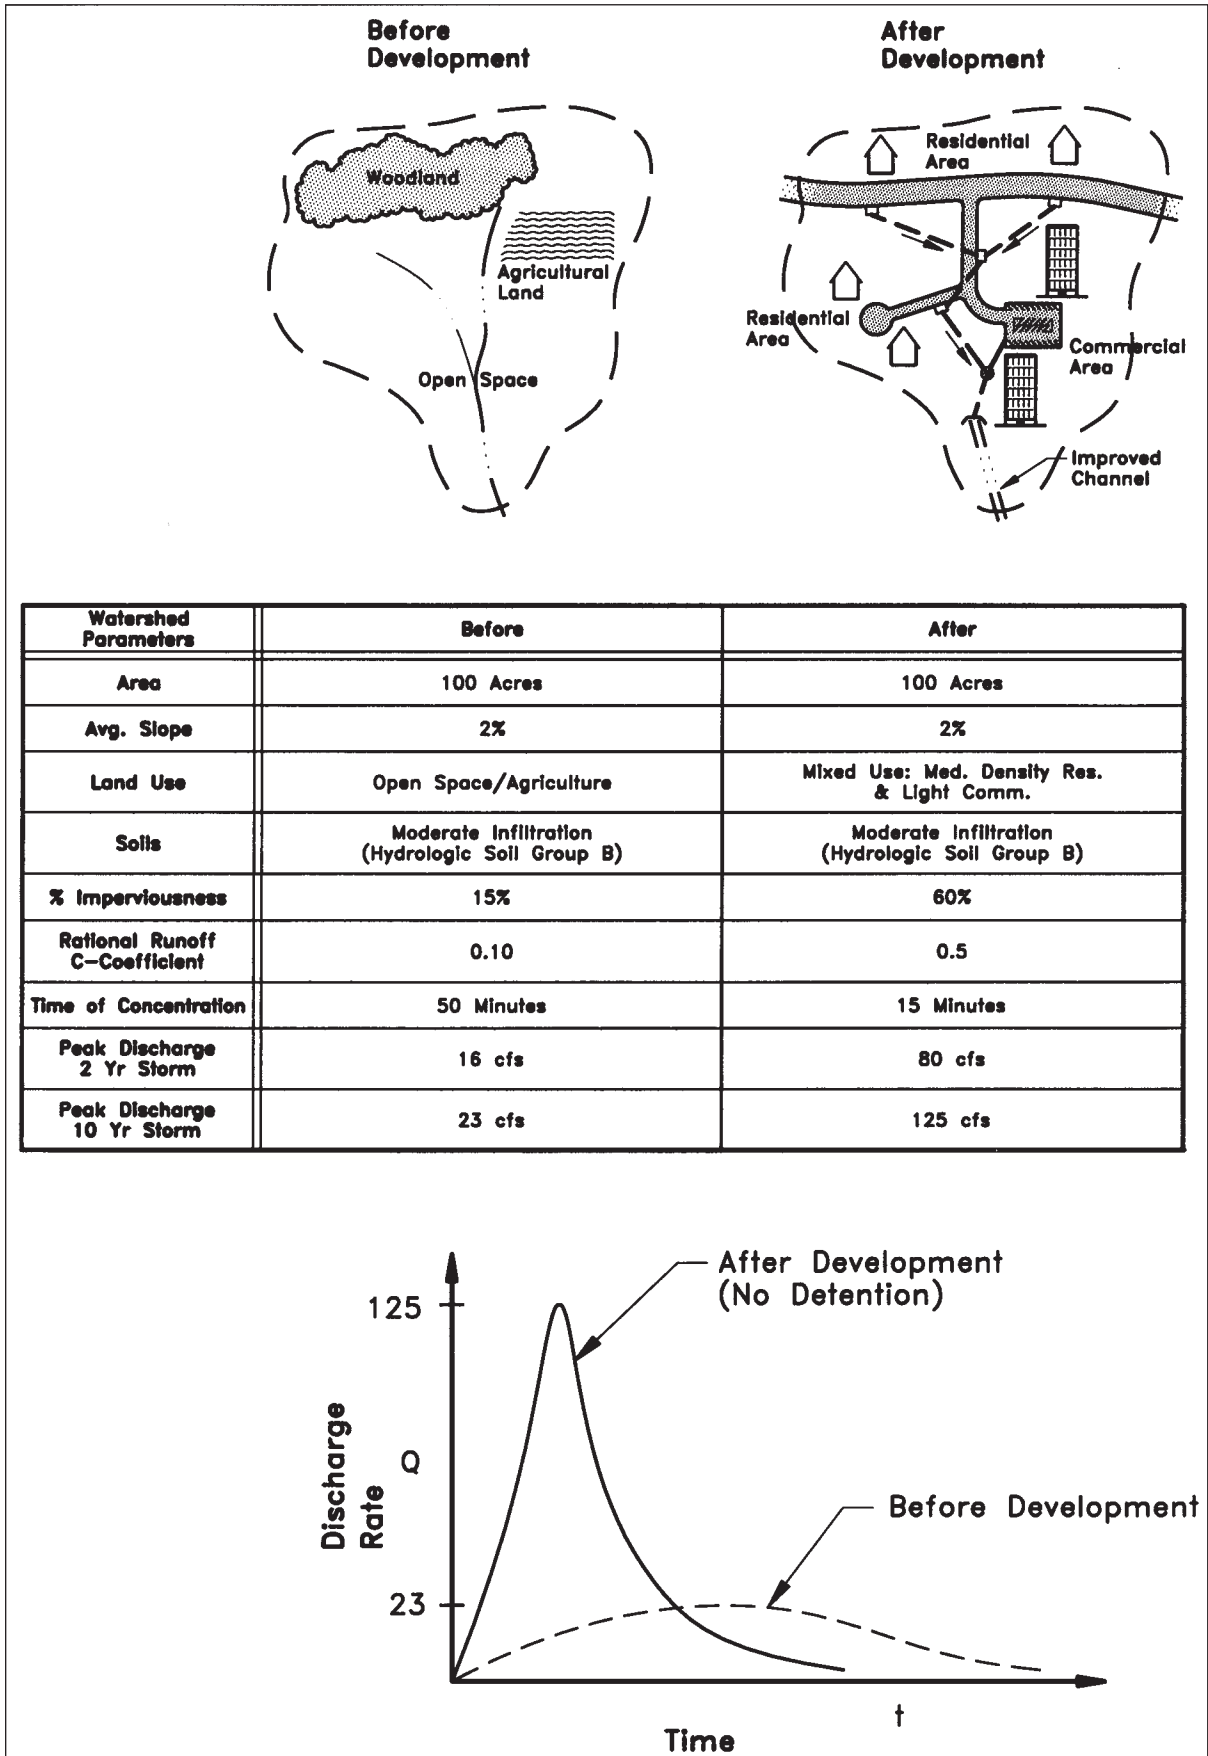 Before
Development
After
Development
Woodland
Agricultural
Land
Open Space
Residential
Area
Residential
Area
Commercial
Area
Improved
Channel
Watershed
Parameters
Before
After
Area
100 Acres
100 Acres
Avg. Slope
2%
2%
Land Use
Open Space/Agriculture
Mixed Use: Med. Density Res.
& Light Comm.
Soils
Moderate Infiltration
(Hydrologic Soil Group B)
Moderate Infiltration
(Hydrologic Soil Group B)
% Imperviousness
15%
60%
Rational Runoff
C-Coefficient
0.10
0.5
Time of Concentration
50 Minutes
15 Minutes
Peak Discharge
2 Yr Storm
16 cfs
80 cfs
Peak Discharge
10 Yr Storm
23 cfs
125 cfs
After Development
(No Detention)
125
Discharge
Rate
Q
Before Development
23
t
Time